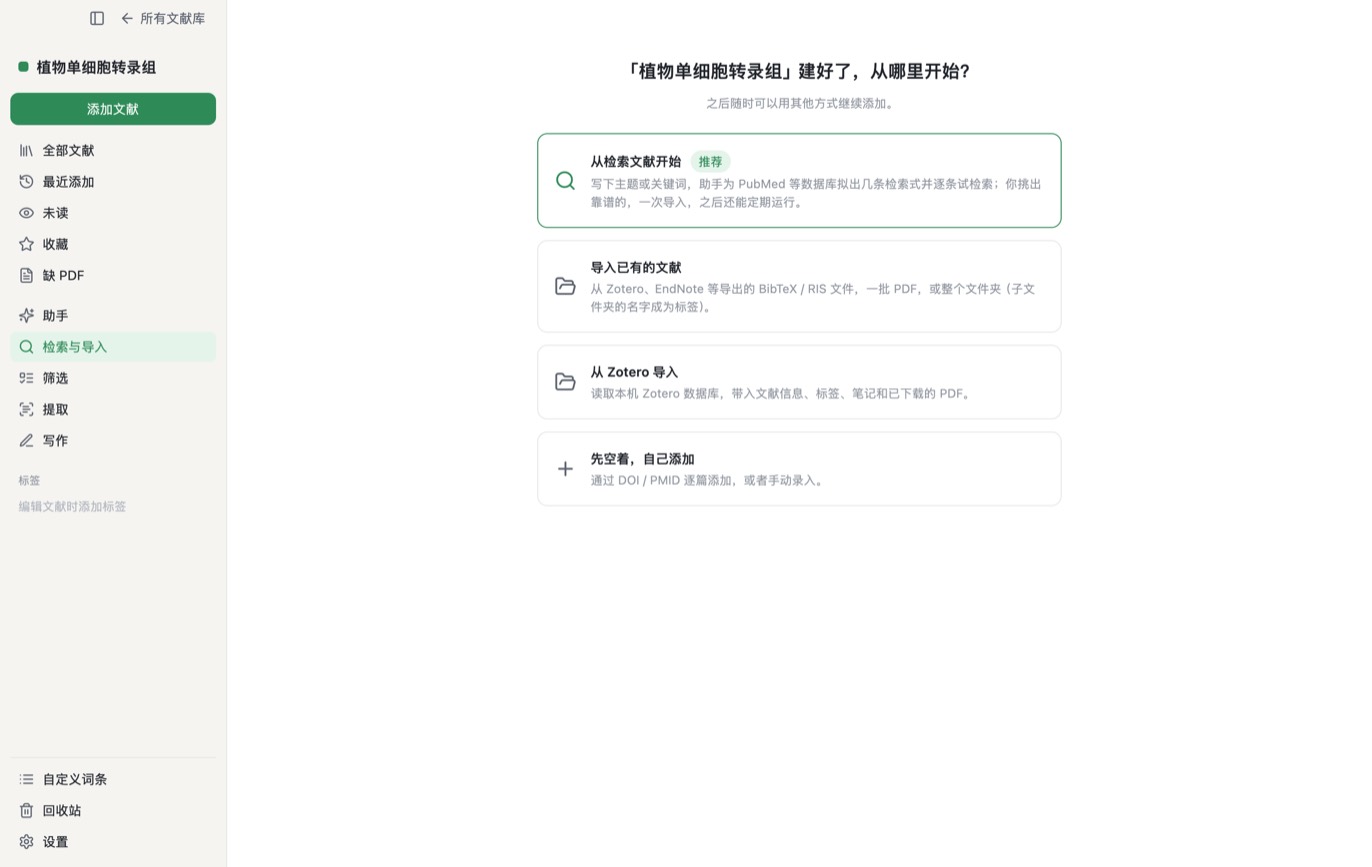 所有文献库
植物单细胞转录组
添加文献
全部文献
最近添加
未读
收藏
缺 PDF
助手
检索与导入
筛选
提取
写作
标签
编辑文献时添加标签
自定义词条
回收站
设置
「植物单细胞转录组」建好了，从哪里开始？
之后随时可以用其他方式继续添加。
从检索文献开始 推荐
写下主题或关键词，助手为 PubMed 等数据库拟出几条检索式并逐条试检索；你挑出
靠谱的，一次导入，之后还能定期运行。
导入已有的文献
从 Zotero、EndNote 等导出的 BibTeX / RIS 文件，一批 PDF，或整个文件夹（子文
件夹的名字成为标签）。
从 Zotero 导入
读取本机 Zotero 数据库，带入文献信息、标签、笔记和已下载的 PDF。
先空着，自己添加
通过 DOI / PMID 逐篇添加，或者手动录入。